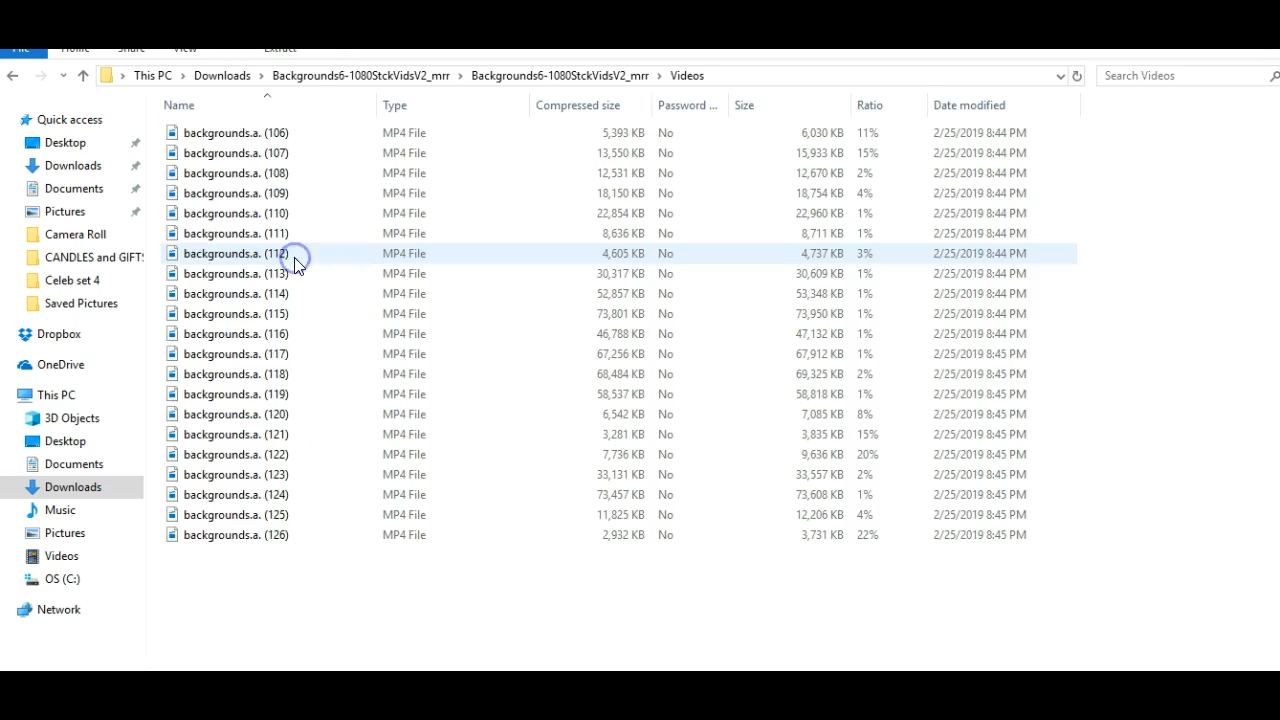 File Home Share View Extract
This PC > Downloads > Backgrounds6-1080StckVidsV2_mrr > Backgrounds6-1080StckVidsV2_mrr > Videos Search Videos
Name Type Compressed size Password ... Size Ratio Date modified
Quick access
Desktop
Downloads
Documents
Pictures
Camera Roll
CANDLES and GIFTS
Celeb set 4
Saved Pictures
Dropbox
OneDrive
This PC
3D Objects
Desktop
Documents
Downloads
Music
Pictures
Videos
OS (C:)
Network
backgrounds.a. (106) MP4 File 5,393 KB No 6,030 KB 11% 2/25/2019 8:44 PM
backgrounds.a. (107) MP4 File 13,550 KB No 15,933 KB 15% 2/25/2019 8:44 PM
backgrounds.a. (108) MP4 File 12,531 KB No 12,670 KB 2% 2/25/2019 8:44 PM
backgrounds.a. (109) MP4 File 18,150 KB No 18,754 KB 4% 2/25/2019 8:44 PM
backgrounds.a. (110) MP4 File 22,854 KB No 22,960 KB 1% 2/25/2019 8:44 PM
backgrounds.a. (111) MP4 File 8,636 KB No 8,711 KB 1% 2/25/2019 8:44 PM
backgrounds.a. (112) MP4 File 4,605 KB No 4,737 KB 3% 2/25/2019 8:44 PM
backgrounds.a. (113) MP4 File 30,317 KB No 30,609 KB 1% 2/25/2019 8:44 PM
backgrounds.a. (114) MP4 File 52,857 KB No 53,348 KB 1% 2/25/2019 8:44 PM
backgrounds.a. (115) MP4 File 73,801 KB No 73,950 KB 1% 2/25/2019 8:44 PM
backgrounds.a. (116) MP4 File 46,788 KB No 47,132 KB 1% 2/25/2019 8:44 PM
backgrounds.a. (117) MP4 File 67,256 KB No 67,912 KB 1% 2/25/2019 8:45 PM
backgrounds.a. (118) MP4 File 68,484 KB No 69,325 KB 2% 2/25/2019 8:45 PM
backgrounds.a. (119) MP4 File 58,537 KB No 58,818 KB 1% 2/25/2019 8:45 PM
backgrounds.a. (120) MP4 File 6,542 KB No 7,085 KB 8% 2/25/2019 8:45 PM
backgrounds.a. (121) MP4 File 3,281 KB No 3,835 KB 15% 2/25/2019 8:45 PM
backgrounds.a. (122) MP4 File 7,736 KB No 9,636 KB 20% 2/25/2019 8:45 PM
backgrounds.a. (123) MP4 File 33,131 KB No 33,557 KB 2% 2/25/2019 8:45 PM
backgrounds.a. (124) MP4 File 73,457 KB No 73,608 KB 1% 2/25/2019 8:45 PM
backgrounds.a. (125) MP4 File 11,825 KB No 12,206 KB 4% 2/25/2019 8:45 PM
backgrounds.a. (126) MP4 File 2,932 KB No 3,731 KB 22% 2/25/2019 8:45 PM